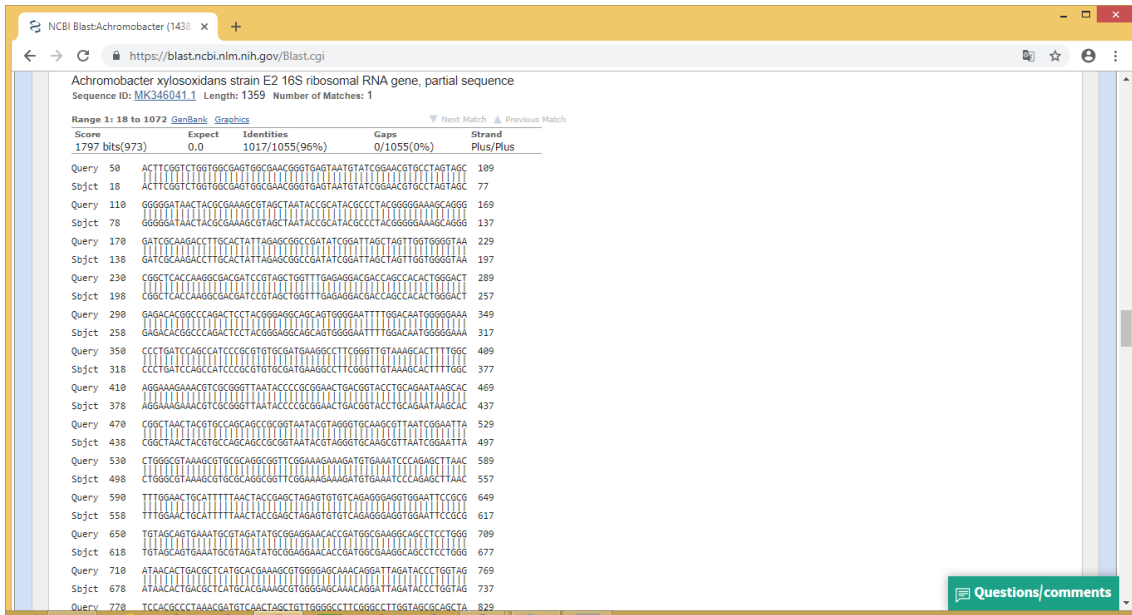 NCBI Blast:Achromobacter (1438
https://blast.ncbi.nlm.nih.gov/Blast.cgi
Achromobacter xylosoxidans strain E2 16S ribosomal RNA gene, partial sequence
Sequence ID: MK346041.1 Length: 1359 Number of Matches: 1
Range 1: 18 to 1072 GenBank Graphics Next Match Previous Match
Score Expect Identities Gaps Strand
1797 bits(973) 0.0 1017/1055(96%) 0/1055(0%) Plus/Plus
Query 50 ACTTCGGTCTGGTGGCGAGTGGCGAACGGGTGAGTAATGTATCGGAACGTGCCTAGTAGC 109
Sbjct 18 ACTTCGGTCTGGTGGCGAGTGGCGAACGGGTGAGTAATGTATCGGAACGTGCCTAGTAGC 77
Query 110 GGGGGATAACTACGCGAAAGCGTAGCTAATACCGCATACGCCCTACGGGGGAAAGCAGGG 169
Sbjct 78 GGGGGATAACTACGCGAAAGCGTAGCTAATACCGCATACGCCCTACGGGGGAAAGCAGGG 137
Query 170 GATCGCAAGACCTTGCACTATTAGAGCGGCCGATATCGGATTAGCTAGTTGGTGGGGTAA 229
Sbjct 138 GATCGCAAGACCTTGCACTATTAGAGCGGCCGATATCGGATTAGCTAGTTGGTGGGGTAA 197
Query 230 CGGCTCACCAAGGCGACGATCCGTAGCTGGTTTGAGAGGACGACCAGCCACACTGGGACT 289
Sbjct 198 CGGCTCACCAAGGCGACGATCCGTAGCTGGTTTGAGAGGACGACCAGCCACACTGGGACT 257
Query 290 GAGACACGGCCCAGACTCCTACGGGAGGCAGCAGTGGGGAATTTTGGACAATGGGGGAAA 349
Sbjct 258 GAGACACGGCCCAGACTCCTACGGGAGGCAGCAGTGGGGAATTTTGGACAATGGGGGAAA 317
Query 350 CCCTGATCCAGCCATCCCGCGTGTGCGATGAAGGCCTTCGGGTTGTAAAGCACTTTTGGC 409
Sbjct 318 CCCTGATCCAGCCATCCCGCGTGTGCGATGAAGGCCTTCGGGTTGTAAAGCACTTTTGGC 377
Query 410 AGGAAAGAAACGTCGCGGGTTAATACCCCGCGGAACTGACGGTACCTGCAGAATAAGCAC 469
Sbjct 378 AGGAAAGAAACGTCGCGGGTTAATACCCCGCGGAACTGACGGTACCTGCAGAATAAGCAC 437
Query 470 CGGCTAACTACGTGCCAGCAGCCGCGGTAATACGTAGGGTGCAAGCGTTAATCGGAATTA 529
Sbjct 438 CGGCTAACTACGTGCCAGCAGCCGCGGTAATACGTAGGGTGCAAGCGTTAATCGGAATTA 497
Query 530 CTGGGCGTAAAGCGTGCGCAGGCGGTTCGGAAAGAAAGATGTGAAATCCCAGAGCTTAAC 589
Sbjct 498 CTGGGCGTAAAGCGTGCGCAGGCGGTTCGGAAAGAAAGATGTGAAATCCCAGAGCTTAAC 557
Query 590 TTTGGAACTGCATTTTTAACTACCGAGCTAGAGTGTGTCAGAGGGAGGTGGAATTCCGCG 649
Sbjct 558 TTTGGAACTGCATTTTTAACTACCGAGCTAGAGTGTGTCAGAGGGAGGTGGAATTCCGCG 617
Query 650 TGTAGCAGTGAAATGCGTAGATATGCGGAGGAACACCGATGGCGAAGGCAGCCTCCTGGG 709
Sbjct 618 TGTAGCAGTGAAATGCGTAGATATGCGGAGGAACACCGATGGCGAAGGCAGCCTCCTGGG 677
Query 710 ATAACACTGACGCTCATGCACGAAAGCGTGGGGAGCAAACAGGATTAGATACCCTGGTAG 769
Sbjct 678 ATAACACTGACGCTCATGCACGAAAGCGTGGGGAGCAAACAGGATTAGATACCCTGGTAG 737
Query 770 TCCACGCCCTAAACGATGTCAACTAGCTGTTGGGGCCTTCGGGCCTTGGTAGCGCAGCTA 829
Questions/comments